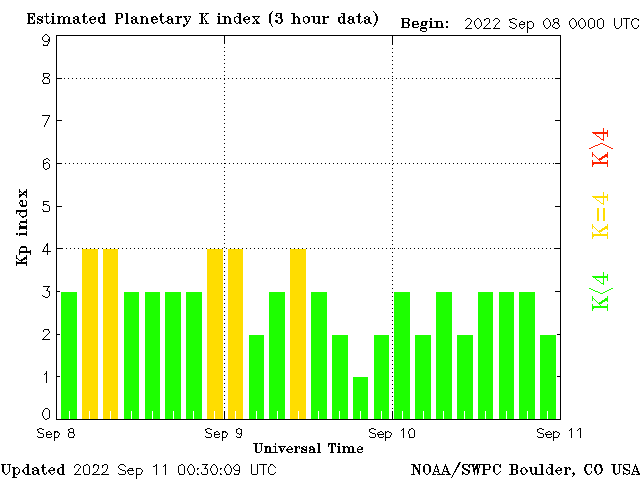 Estimated Planetary K index (3 hour data) Begin: 2022 Sep 08 0000 UTC
9
8
7
6
5
4
3
2
1
0
Kp index
K>4
K=4
K<4
Sep 8 Sep 9 Sep 10 Sep 11
Universal Time
Updated 2022 Sep 11 00:30:09 UTC NOAA/SWPC Boulder, CO USA